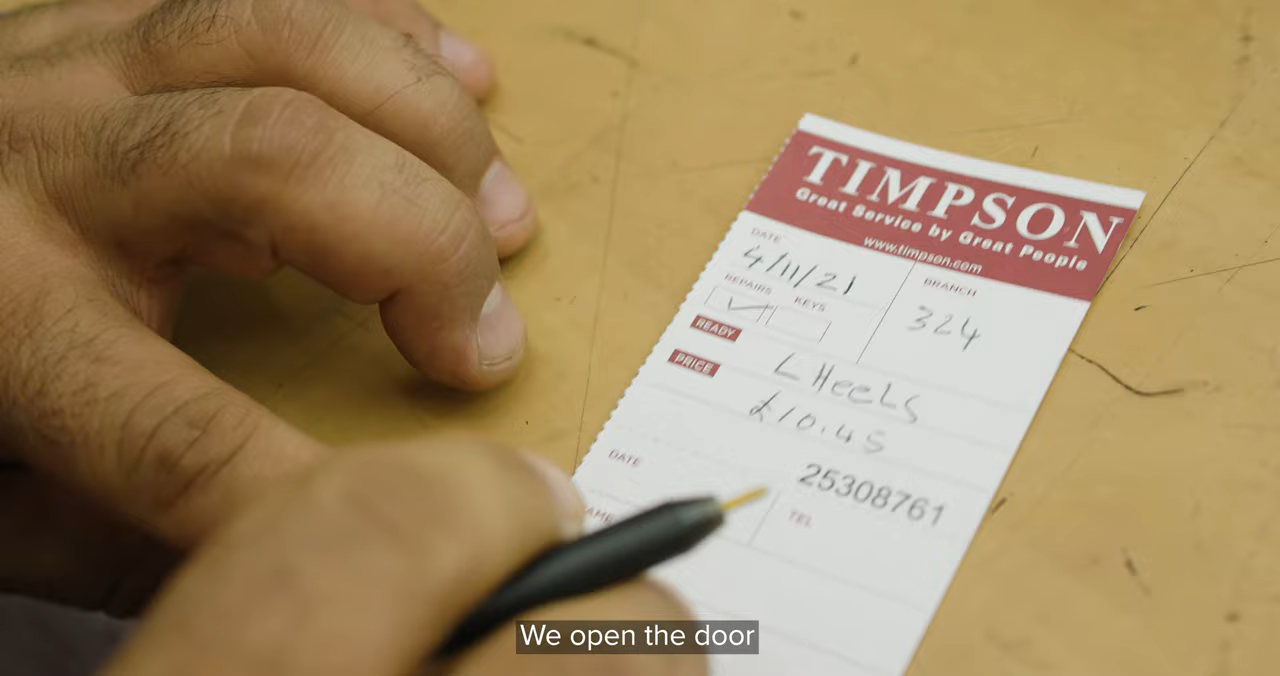 TIMPSON
Great Service by Great People
www.timpson.com
DATE
BRANCH
4/11/21
324
REPAIRS KEYS
READY
L Heels
PRICE
£10.45
DATE
25308761
TEL
We open the door